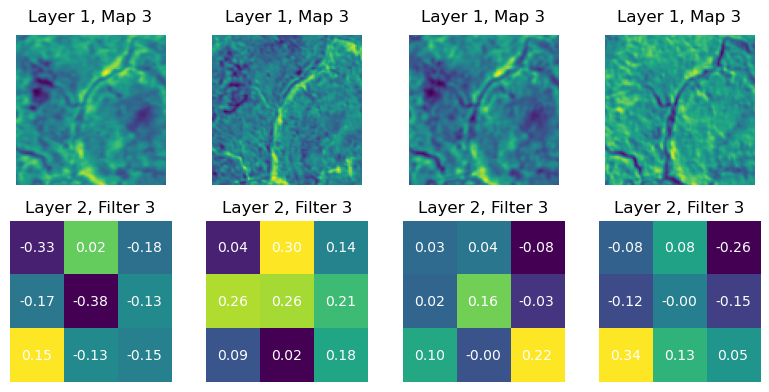 Layer 1, Map 3 Layer 1, Map 3 Layer 1, Map 3 Layer 1, Map 3
Layer 2, Filter 3 Layer 2, Filter 3 Layer 2, Filter 3 Layer 2, Filter 3
-0.33 0.02 -0.18 0.04 0.30 0.14 0.03 0.04 -0.08 -0.08 0.08 -0.26
-0.17 -0.38 -0.13 0.26 0.26 0.21 0.02 0.16 -0.03 -0.12 -0.00 -0.15
0.15 -0.13 -0.15 0.09 0.02 0.18 0.10 -0.00 0.22 0.34 0.13 0.05